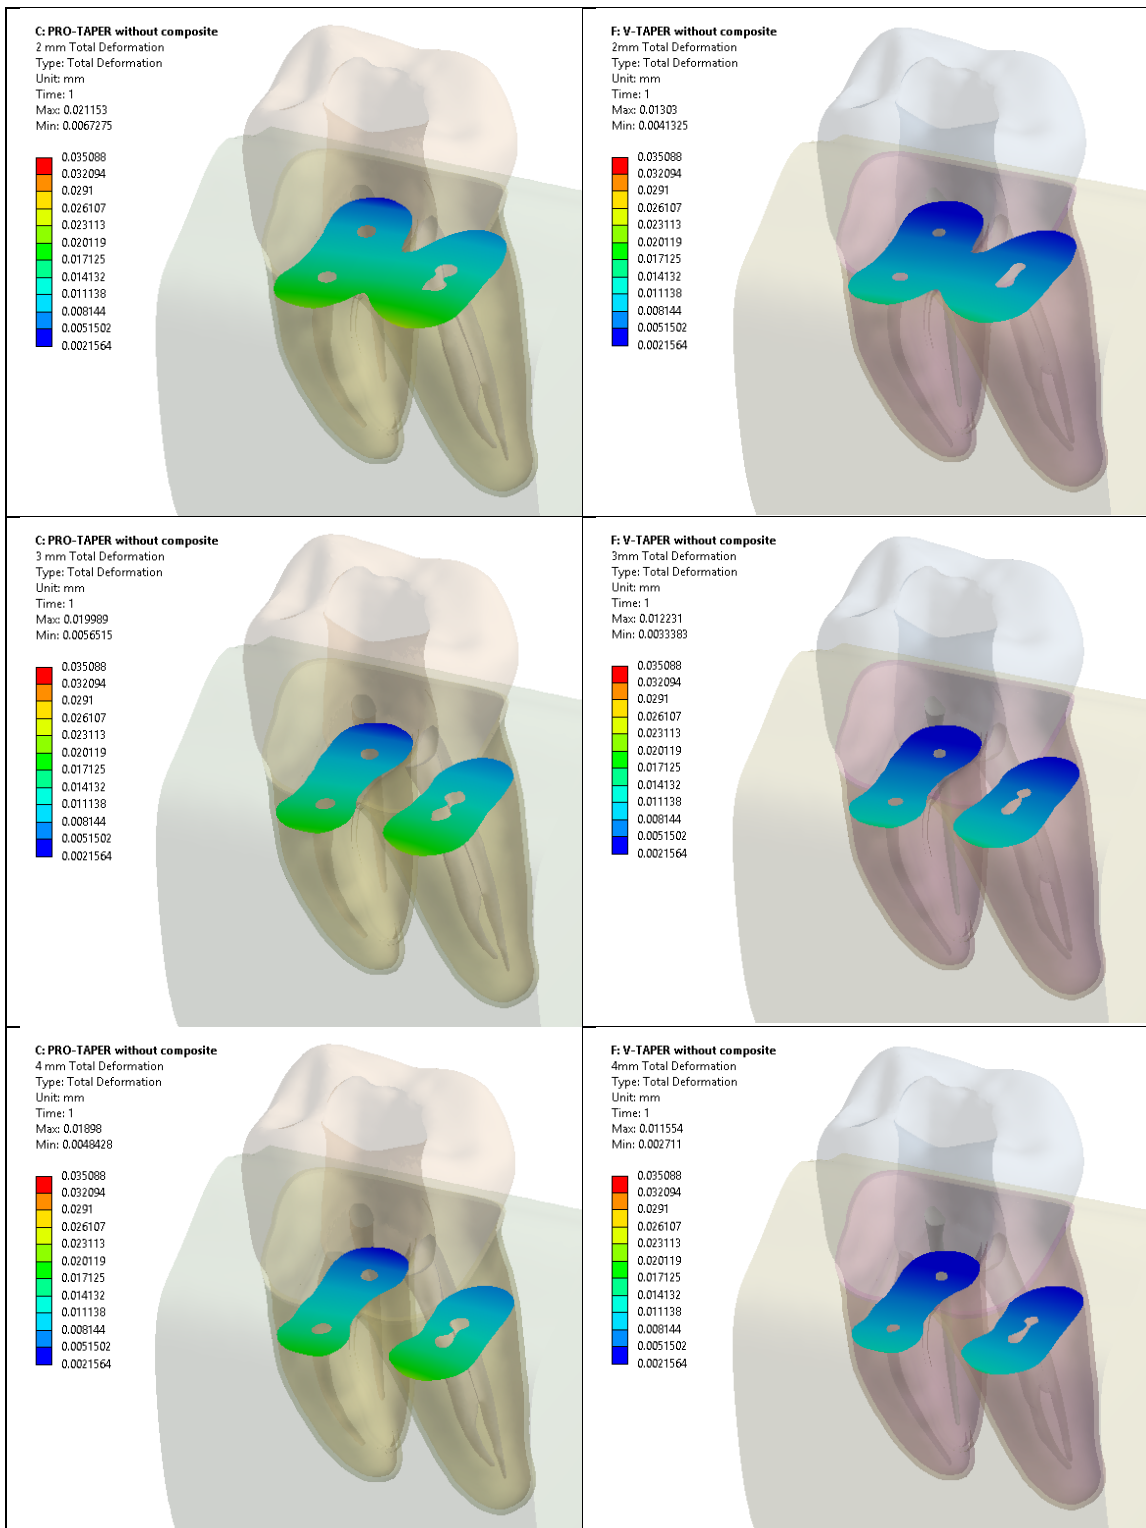 C: PRO-TAPER without composite
2 mm Total Deformation
Type: Total Deformation
Unit: mm
Time: 1
Max: 0.021153
Min: 0.0067275
0.035088
0.032094
0.0291
0.026107
0.023113
0.020119
0.017125
0.014132
0.011138
0.008144
0.0051502
0.0021564
F: V-TAPER without composite
2mm Total Deformation
Type: Total Deformation
Unit: mm
Time: 1
Max: 0.01303
Min: 0.0041325
0.035088
0.032094
0.0291
0.026107
0.023113
0.020119
0.017125
0.014132
0.011138
0.008144
0.0051502
0.0021564
C: PRO-TAPER without composite
3 mm Total Deformation
Type: Total Deformation
Unit: mm
Time: 1
Max: 0.019989
Min: 0.0056515
0.035088
0.032094
0.0291
0.026107
0.023113
0.020119
0.017125
0.014132
0.011138
0.008144
0.0051502
0.0021564
F: V-TAPER without composite
3mm Total Deformation
Type: Total Deformation
Unit: mm
Time: 1
Max: 0.012231
Min: 0.0033383
0.035088
0.032094
0.0291
0.026107
0.023113
0.020119
0.017125
0.014132
0.011138
0.008144
0.0051502
0.0021564
C: PRO-TAPER without composite
4 mm Total Deformation
Type: Total Deformation
Unit: mm
Time: 1
Max: 0.01898
Min: 0.0048428
0.035088
0.032094
0.0291
0.026107
0.023113
0.020119
0.017125
0.014132
0.011138
0.008144
0.0051502
0.0021564
F: V-TAPER without composite
4mm Total Deformation
Type: Total Deformation
Unit: mm
Time: 1
Max: 0.011554
Min: 0.002711
0.035088
0.032094
0.0291
0.026107
0.023113
0.020119
0.017125
0.014132
0.011138
0.008144
0.0051502
0.0021564